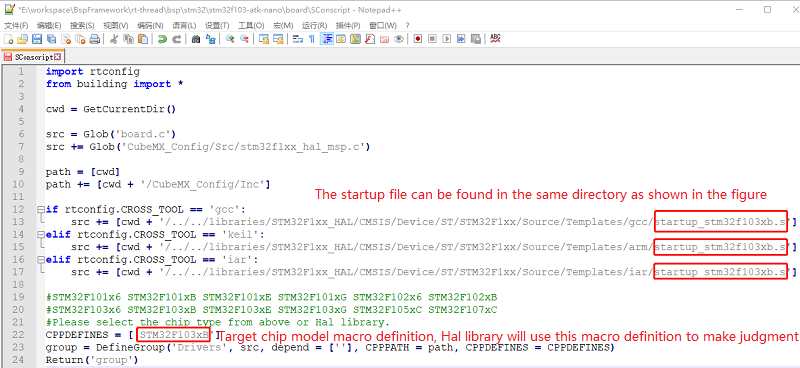 *E:\workspace\BspFramework\rt-thread\bsp\stm32\stm32f103-atk-nano\board\SConscript - Notepad++
文件(F) 编辑(E) 搜索(S) 视图(V) 编码(N) 语言(L) 设置(T) 工具(O) 宏(M) 运行(R) 插件(P) 窗口(W) ?
SConscript
1 import rtconfig
2 from building import *
3
4 cwd = GetCurrentDir()
5
6 src = Glob('board.c')
7 src += Glob('CubeMX_Config/Src/stm32f1xx_hal_msp.c')
8
9 path = [cwd]
10 path += [cwd + '/CubeMX_Config/Inc']
The startup file can be found in the same directory as shown in the figure
11
12 if rtconfig.CROSS_TOOL == 'gcc':
13 src += [cwd + '/../../libraries/STM32F1xx_HAL/CMSIS/Device/ST/STM32F1xx/Source/Templates/gcc/startup_stm32f103xb.s']
14 elif rtconfig.CROSS_TOOL == 'keil':
15 src += [cwd + '/../../libraries/STM32F1xx_HAL/CMSIS/Device/ST/STM32F1xx/Source/Templates/arm/startup_stm32f103xb.s']
16 elif rtconfig.CROSS_TOOL == 'iar':
17 src += [cwd + '/../../libraries/STM32F1xx_HAL/CMSIS/Device/ST/STM32F1xx/Source/Templates/iar/startup_stm32f103xb.s']
18
19 #STM32F101x6 STM32F101xB STM32F101xE STM32F101xG STM32F102x6 STM32F102xB
20 #STM32F103x6 STM32F103xB STM32F103xE STM32F103xG STM32F105xC STM32F107xC
21 #Please select the chip type from above or Hal library.
22 CPPDEFINES = ['STM32F103xB'] Target chip model macro definition, Hal library will use this macro definition to make judgment
23 group = DefineGroup('Drivers', src, depend = [''], CPPPATH = path, CPPDEFINES = CPPDEFINES)
24 Return('group')